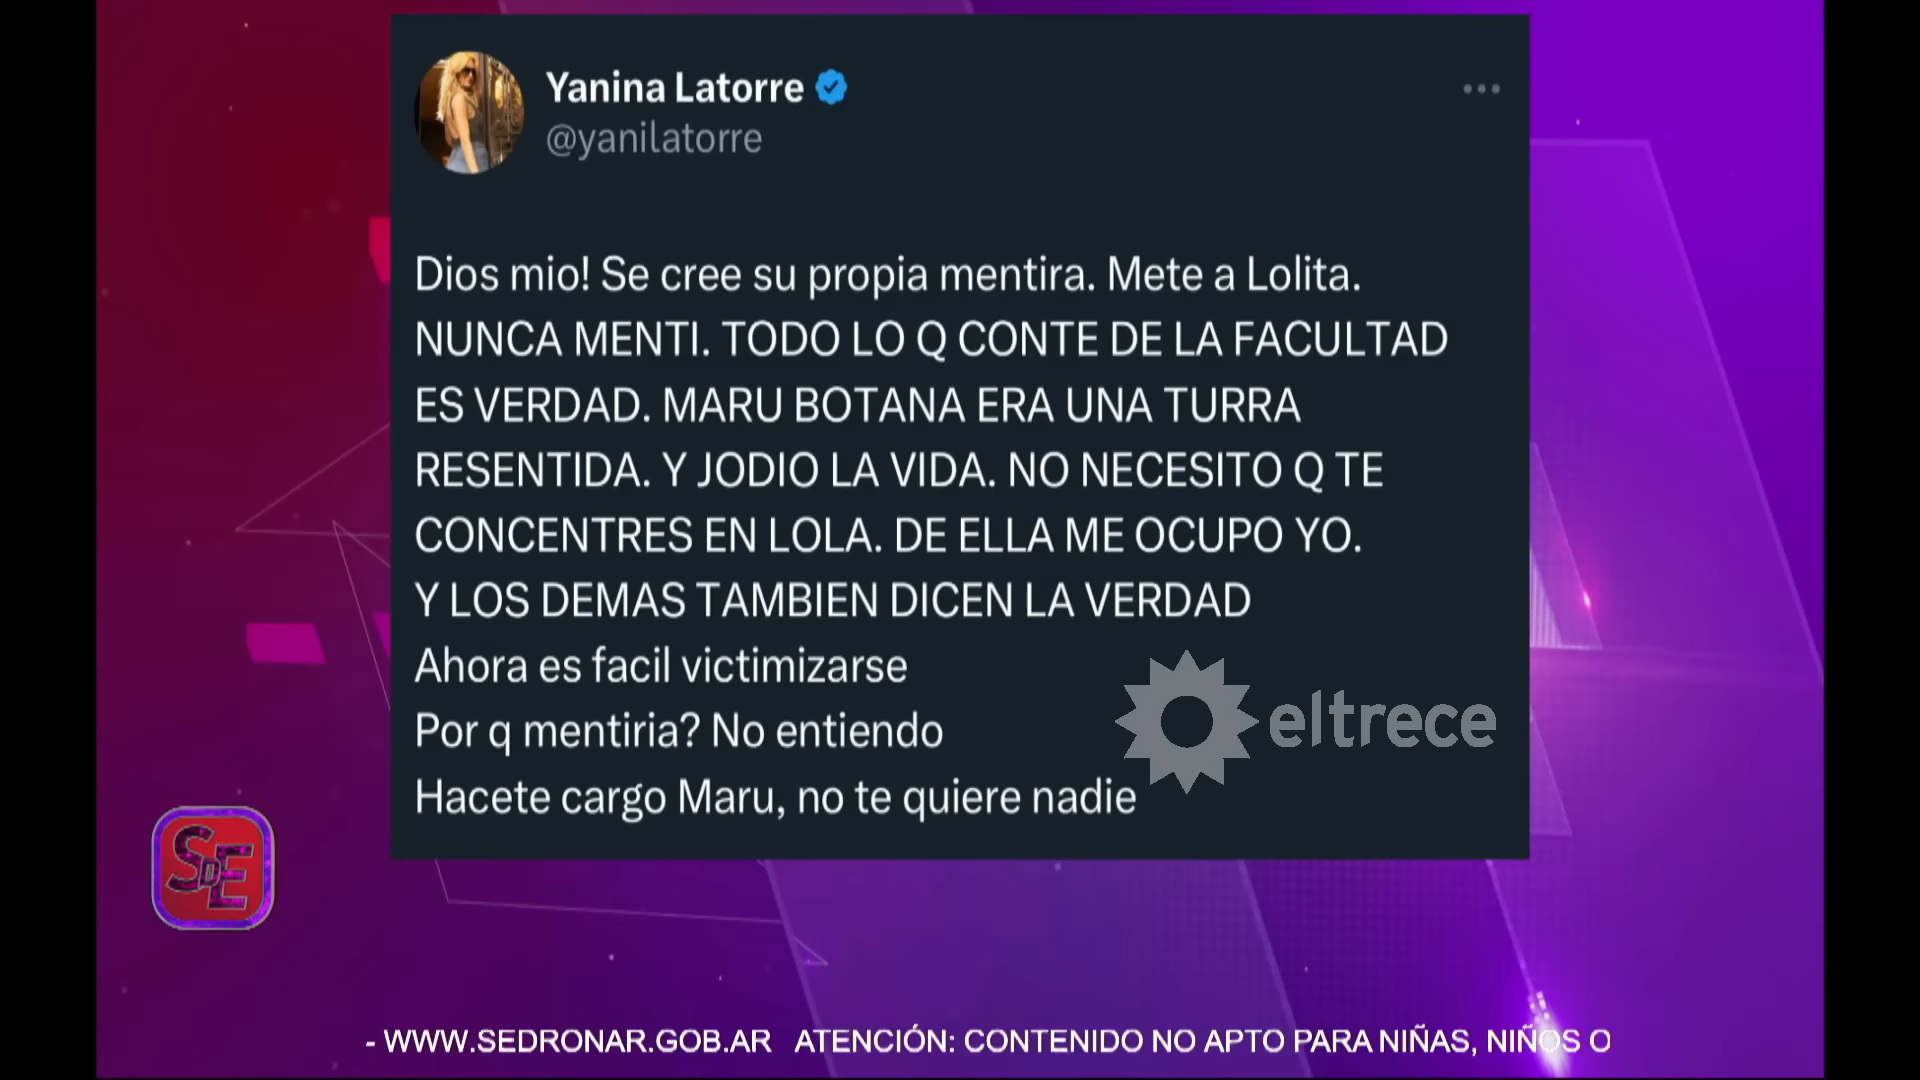 Yanina Latorre
@yanilatorre
Dios mio! Se cree su propia mentira. Mete a Lolita.
NUNCA MENTI. TODO LO Q CONTE DE LA FACULTAD
ES VERDAD. MARU BOTANA ERA UNA TURRA
RESENTIDA. Y JODIO LA VIDA. NO NECESITO Q TE
CONCENTRES EN LOLA. DE ELLA ME OCUPO YO.
Y LOS DEMAS TAMBIEN DICEN LA VERDAD
Ahora es facil victimizarse
Por q mentiria? No entiendo
Hacete cargo Maru, no te quiere nadie
eltrece
SDE
- WWW.SEDRONAR.GOB.AR ATENCIÓN: CONTENIDO NO APTO PARA NIÑAS, NIÑOS O